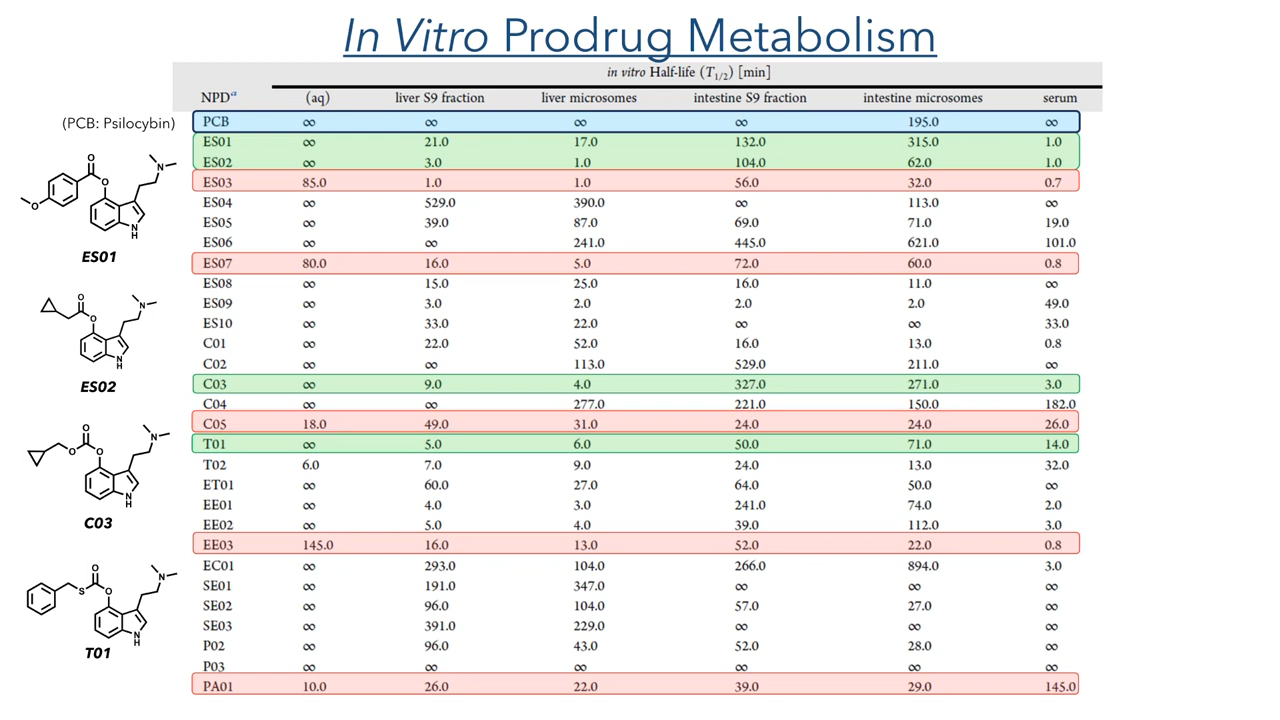 In Vitro Prodrug Metabolism
in vitro Half-life (T1/2) [min]
NPDa (aq) liver S9 fraction liver microsomes intestine S9 fraction intestine microsomes serum
(PCB: Psilocybin) PCB ∞ ∞ ∞ ∞ 195.0 ∞
ES01 ∞ 21.0 17.0 132.0 315.0 1.0
ES02 ∞ 3.0 1.0 104.0 62.0 1.0
ES03 85.0 1.0 1.0 56.0 32.0 0.7
ES04 ∞ 529.0 390.0 ∞ 113.0 ∞
ES05 ∞ 39.0 87.0 69.0 71.0 19.0
ES06 ∞ ∞ 241.0 445.0 621.0 101.0
ES07 80.0 16.0 5.0 72.0 60.0 0.8
ES08 ∞ 15.0 25.0 16.0 11.0 ∞
ES09 ∞ 3.0 2.0 2.0 2.0 49.0
ES10 ∞ 33.0 22.0 ∞ ∞ 33.0
C01 ∞ 22.0 52.0 16.0 13.0 0.8
C02 ∞ ∞ 113.0 529.0 211.0 ∞
C03 ∞ 9.0 4.0 327.0 271.0 3.0
C04 ∞ ∞ 277.0 221.0 150.0 182.0
C05 18.0 49.0 31.0 24.0 24.0 26.0
T01 ∞ 5.0 6.0 50.0 71.0 14.0
T02 6.0 7.0 9.0 24.0 13.0 32.0
ET01 ∞ 60.0 27.0 64.0 50.0 ∞
EE01 ∞ 4.0 3.0 241.0 74.0 2.0
EE02 ∞ 5.0 4.0 39.0 112.0 3.0
EE03 145.0 16.0 13.0 52.0 22.0 0.8
EC01 ∞ 293.0 104.0 266.0 894.0 3.0
SE01 ∞ 191.0 347.0 ∞ ∞ ∞
SE02 ∞ 96.0 104.0 57.0 27.0 ∞
SE03 ∞ 391.0 229.0 ∞ ∞ ∞
P02 ∞ 96.0 43.0 52.0 28.0 ∞
P03 ∞ ∞ ∞ ∞ ∞ ∞
PA01 10.0 26.0 22.0 39.0 29.0 145.0
O
O
O
N
N
H
ES01
O
O
N
N
H
ES02
O
O
O
N
N
H
C03
O
S
O
N
N
H
T01